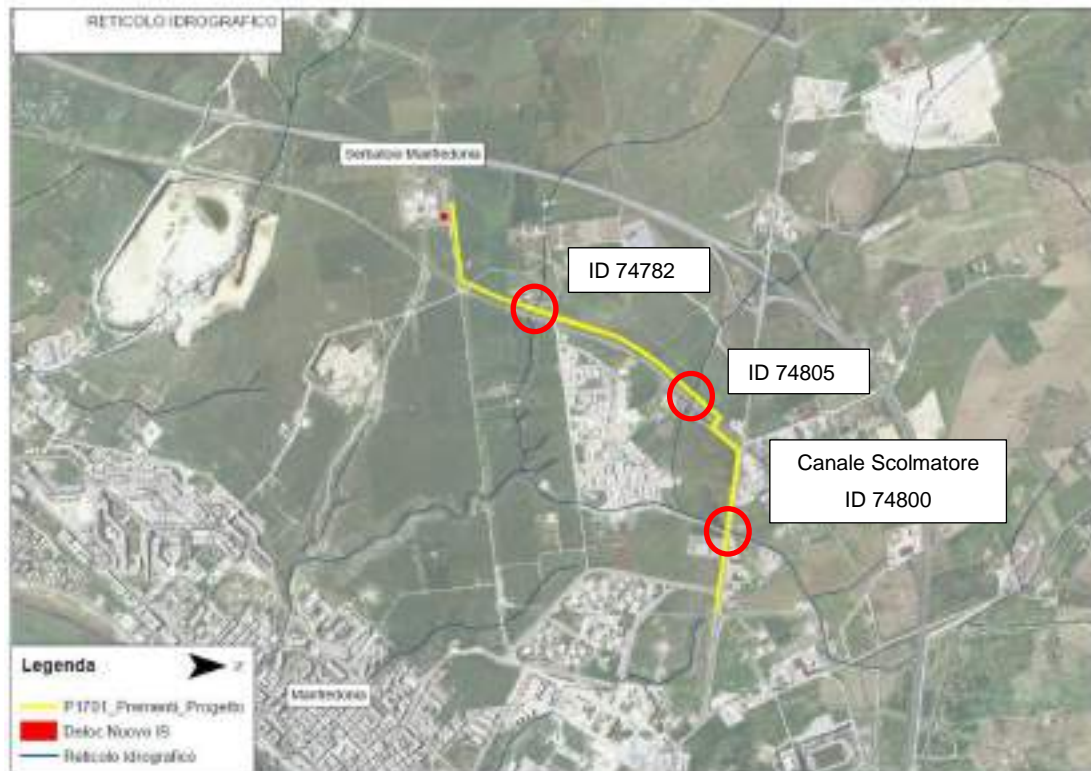 RETICOLO IDROGRAFICO
Serbatoio Manfredonia
ID 74782
ID 74805
Canale Scolmatore
ID 74800
Manfredonia
Legenda
P1701_Prementi_Progetto
Deloc Nuovo IS
Reticolo Idrografico